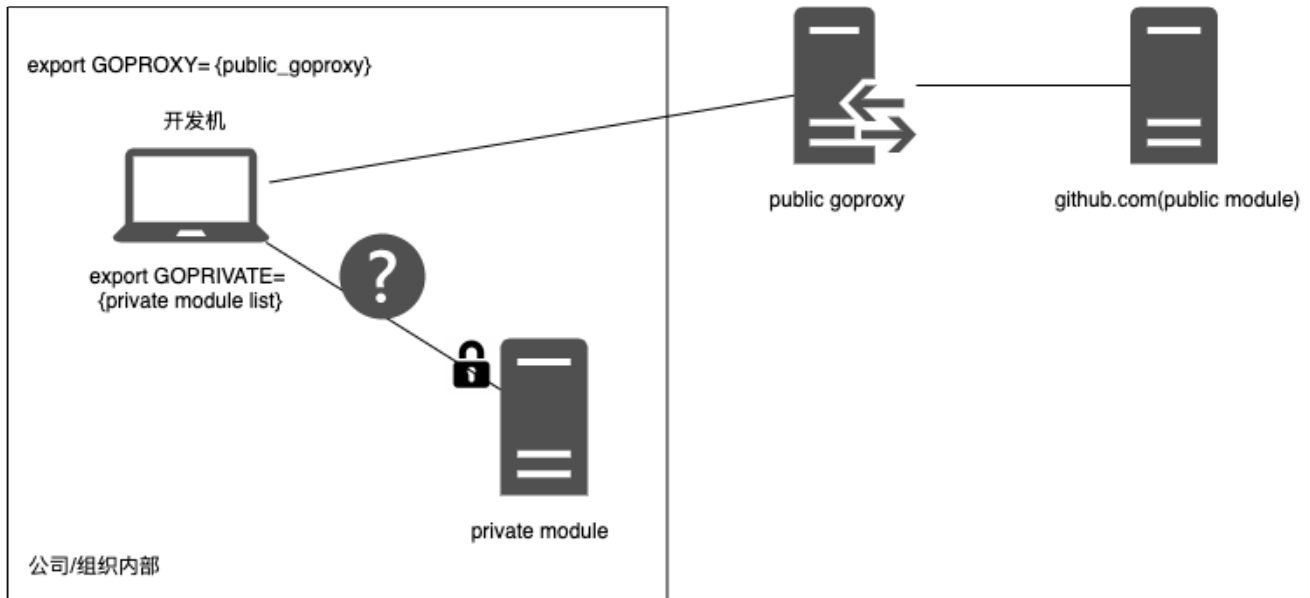 export GOPROXY= {public_goproxy}
开发机
public goproxy
github.com(public module)
export GOPRIVATE=
{private module list}
?
private module
公司/组织内部